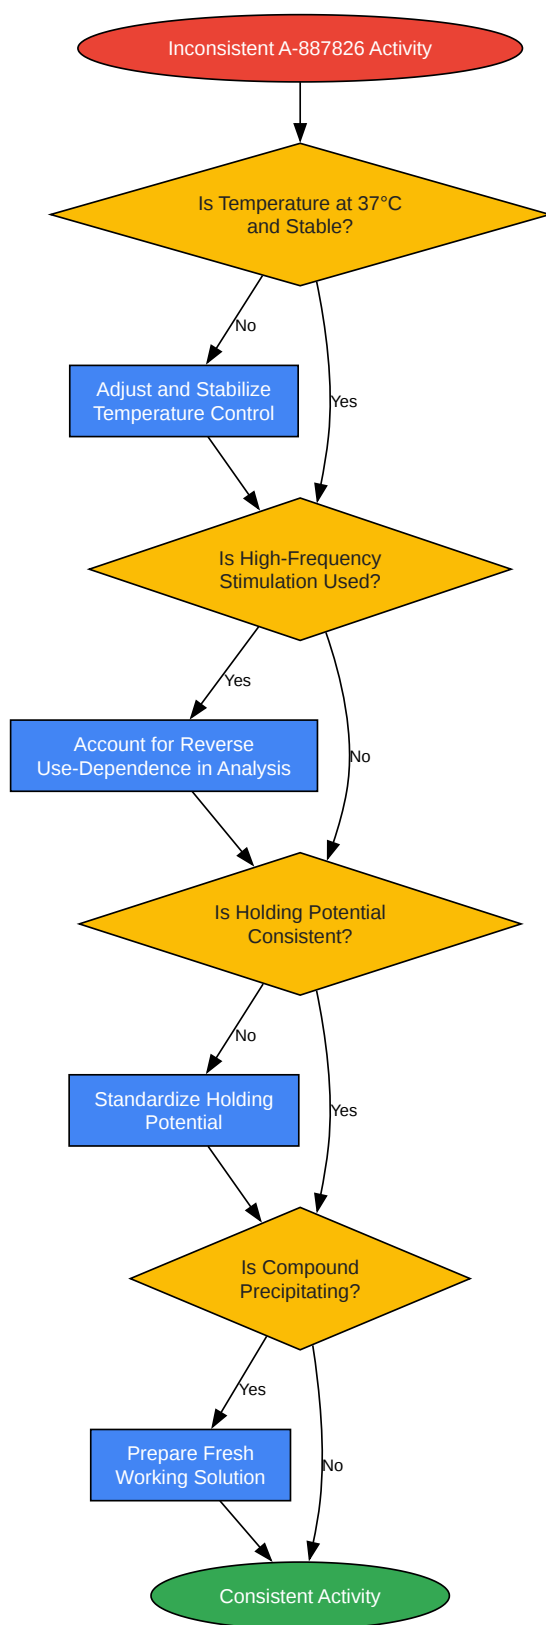 Inconsistent A-887826 Activity
Is Temperature at 37°C
and Stable?
No
Adjust and Stabilize
Temperature Control
Yes
Is High-Frequency
Stimulation Used?
Yes
Account for Reverse
Use-Dependence in Analysis
No
Is Holding Potential
Consistent?
No
Standardize Holding
Potential
Yes
Is Compound
Precipitating?
Yes
Prepare Fresh
Working Solution
No
Consistent Activity